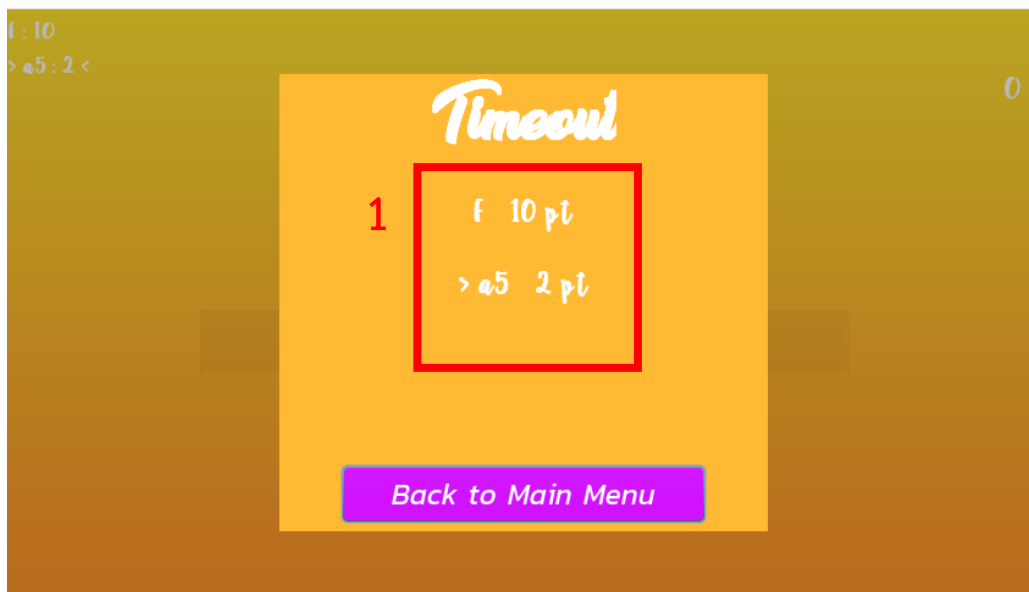 F : 10
> a5 : 2 <
0
Timeout
1
F 10 pt
> a5 2 pt
Back to Main Menu